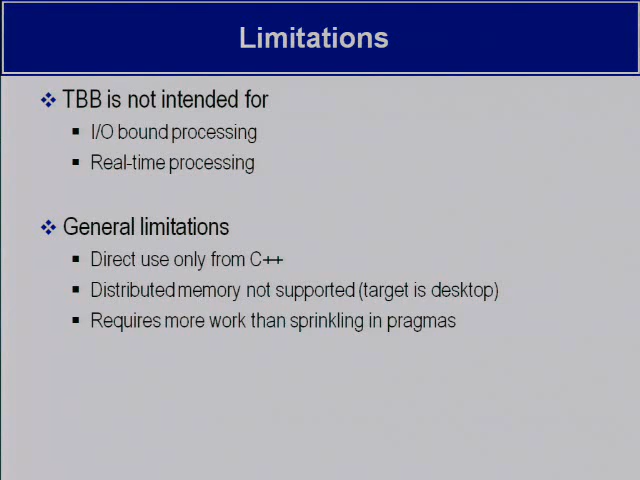 Limitations
TBB is not intended for
I/O bound processing
Real-time processing
General limitations
Direct use only from C++
Distributed memory not supported (target is desktop)
Requires more work than sprinkling in pragmas